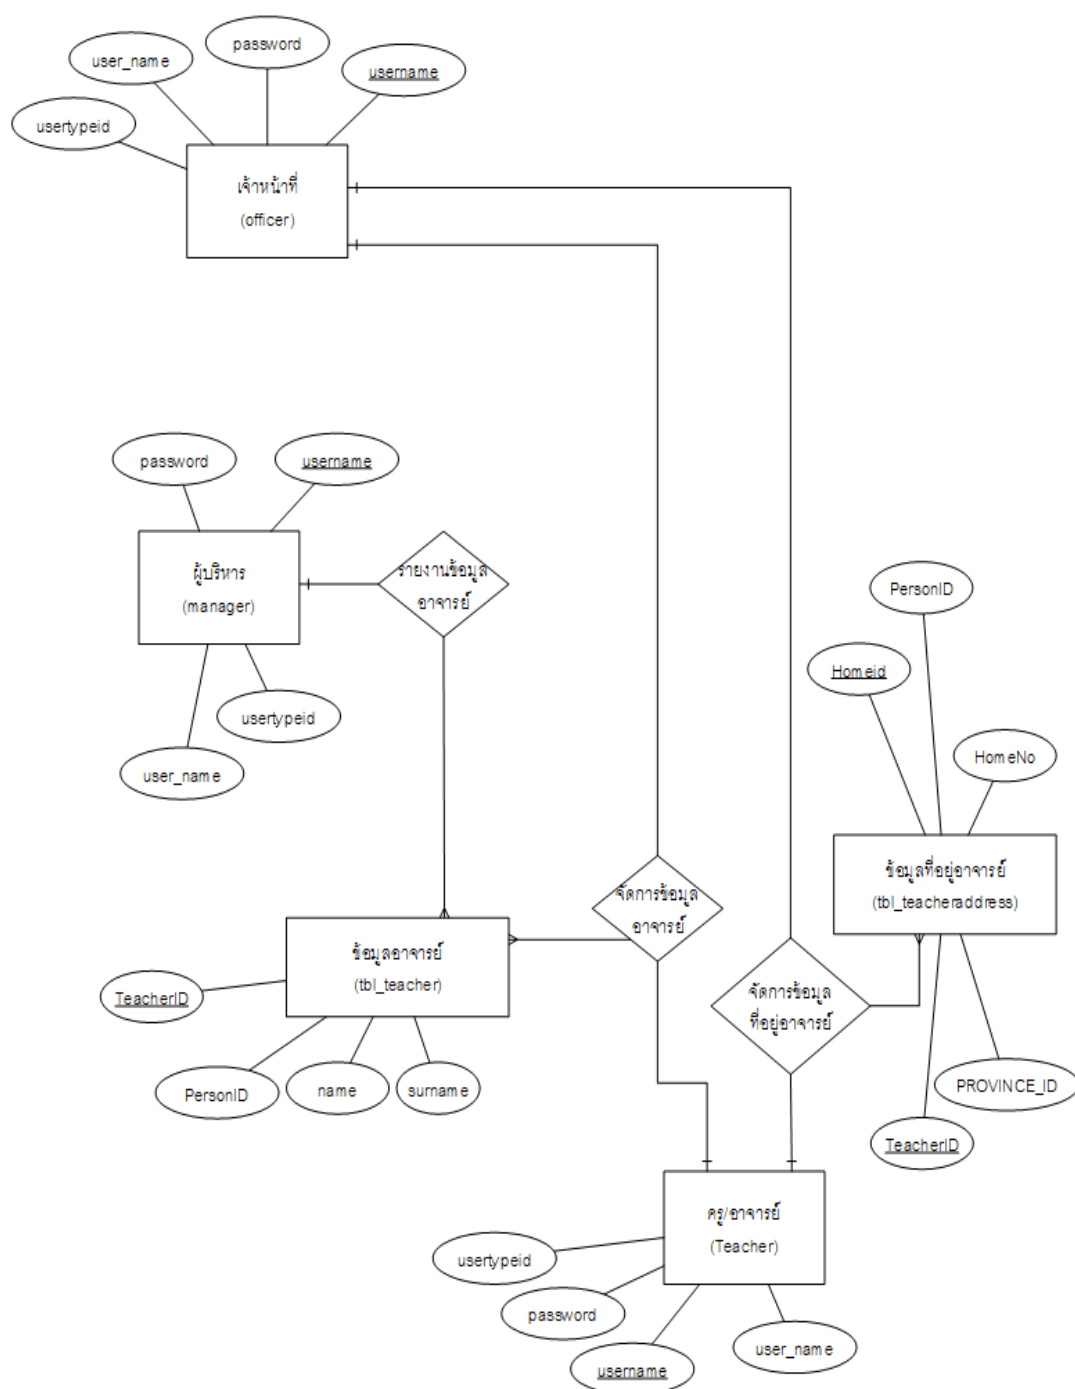 password
user_name
username
usertypeid
เจ้าหน้าที่
(officer)
password
username
ผู้บริหาร
(manager)
รายงานข้อมูล
อาจารย์
usertypeid
user_name
PersonID
Homeid
HomeNo
ข้อมูลที่อยู่อาจารย์
(tbl_teacheraddress)
จัดการข้อมูล
อาจารย์
ข้อมูลอาจารย์
(tbl_teacher)
TeacherID
PersonID
name
surname
จัดการข้อมูล
ที่อยู่อาจารย์
PROVINCE_ID
TeacherID
ครู/อาจารย์
(Teacher)
usertypeid
password
username
user_name